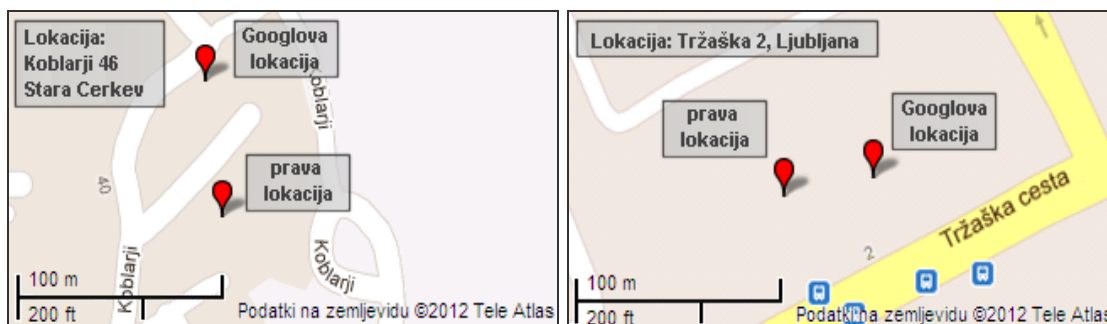 Lokacija:
Koblarji 46
Stara Cerkev
Googlova
lokacija
Koblarji
prava
lokacija
40
Koblarji
Koblarji
100 m
200 ft
Podatki na zemljevidu ©2012 Tele Atlas
Lokacija: Tržaška 2, Ljubljana
prava
lokacija
Googlova
lokacija
Tržaška cesta
2
100 m
200 ft
Podatki na zemljevidu ©2012 Tele Atlas